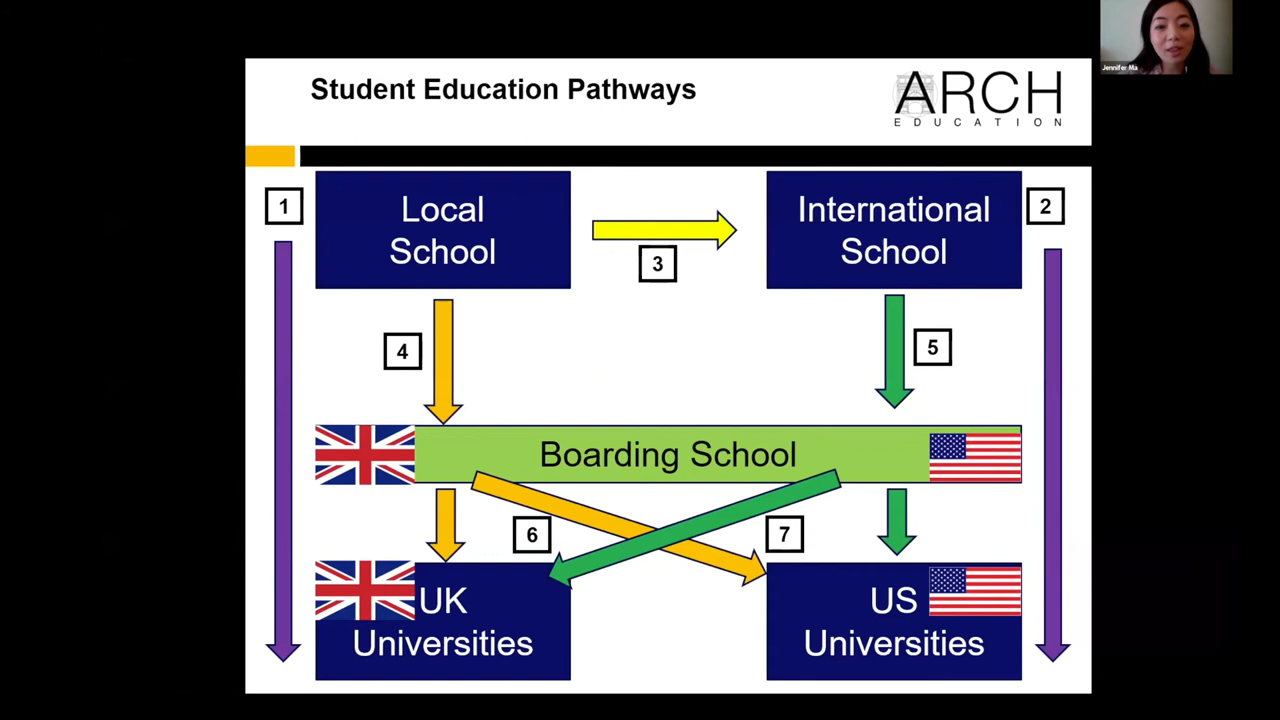 Jennifer Ma
Student Education Pathways
ARCH
EDUCATION
1
Local
School
3
International
School
2
4
5
Boarding School
6
7
UK
Universities
US
Universities